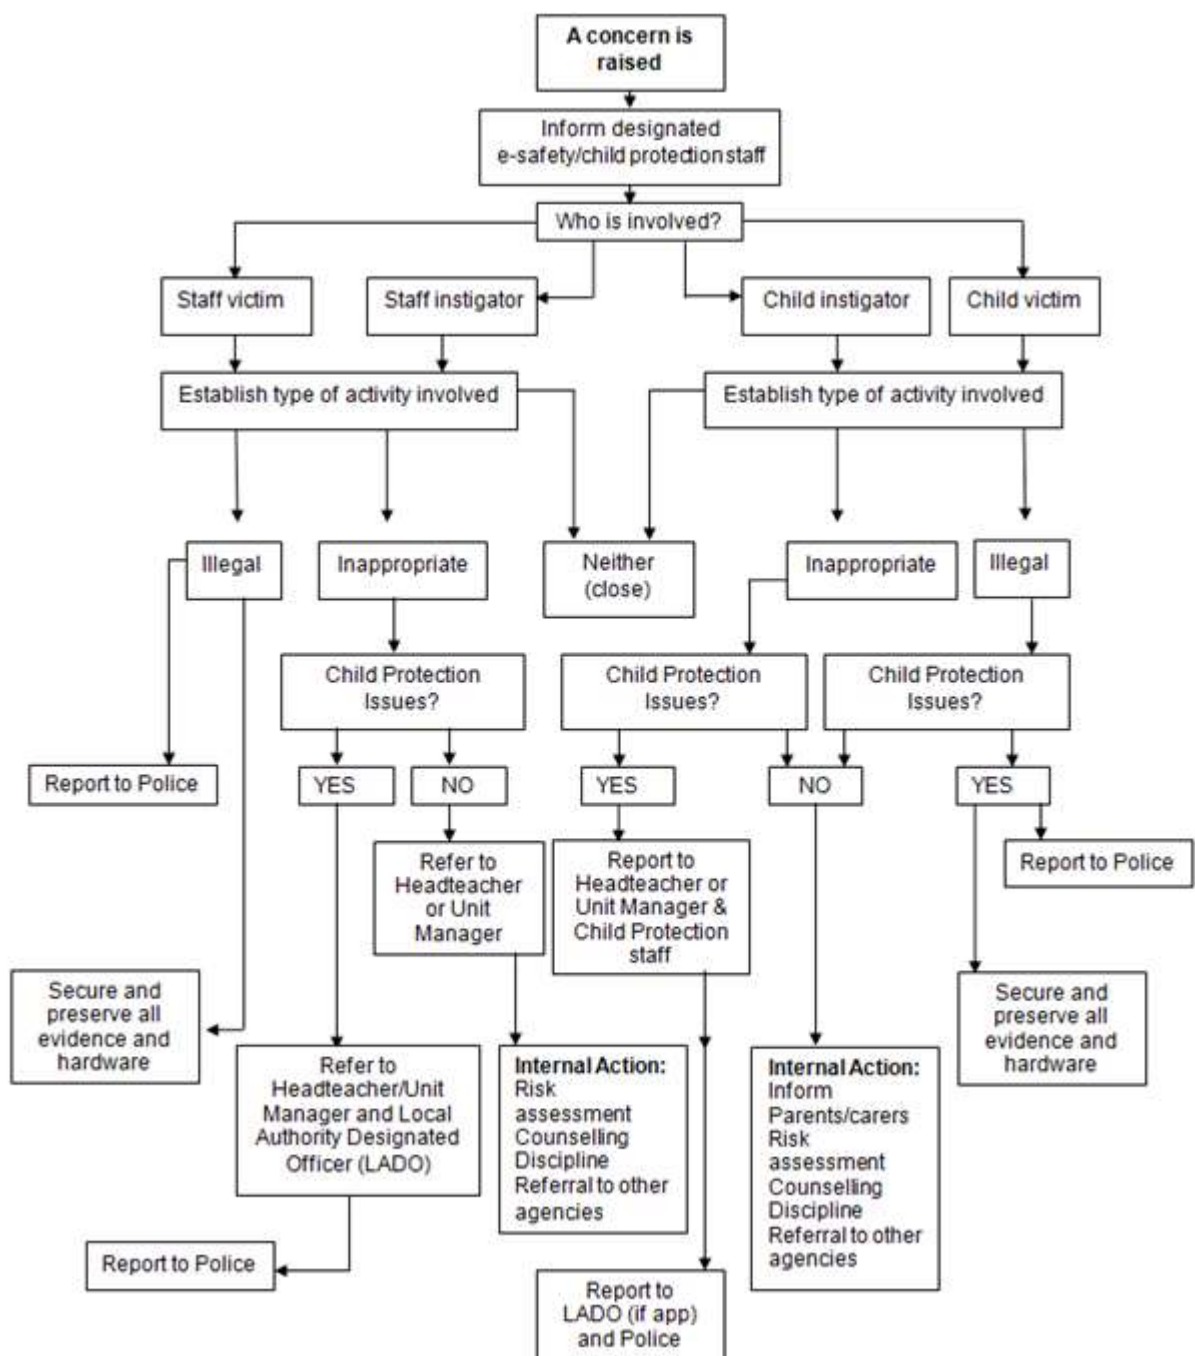 A concern is
raised
Inform designated
e-safety/child protection staff
Who is involved?
Staff victim
Staff instigator
Child instigator
Child victim
Establish type of activity involved
Establish type of activity involved
Illegal
Inappropriate
Neither
(close)
Inappropriate
Illegal
Child Protection
Issues?
Child Protection
Issues?
Child Protection
Issues?
Report to Police
YES
NO
YES
NO
YES
Refer to
Headteacher
or Unit
Manager
Report to
Headteacher or
Unit Manager &
Child Protection
staff
Report to Police
Secure and
preserve all
evidence and
hardware
Secure and
preserve all
evidence and
hardware
Refer to
Headteacher/Unit
Manager and Local
Authority Designated
Officer (LADO)
Internal Action:
Risk
assessment
Counselling
Discipline
Referral to other
agencies
Internal Action:
Inform
Parents/carers
Risk
assessment
Counselling
Discipline
Referral to other
agencies
Report to Police
Report to
LADO (if app)
and Police